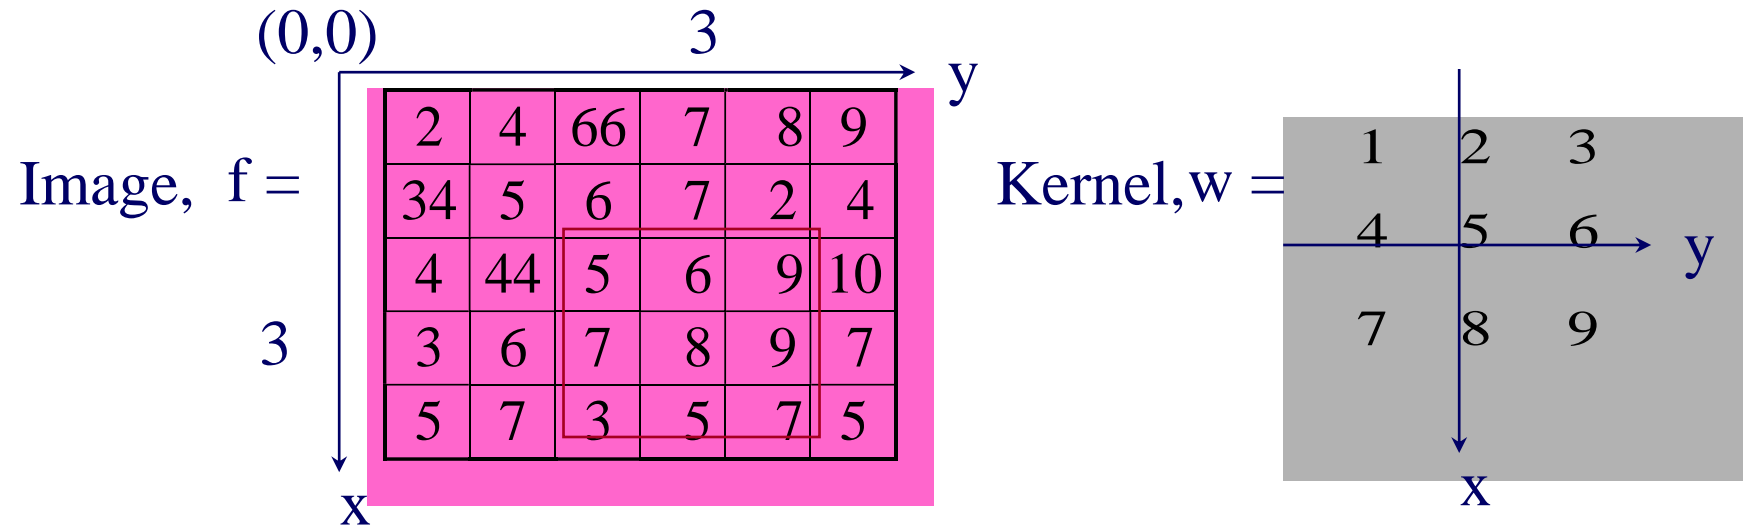 (0,0) 3
y
2 4 66 7 8 9
Image, f = 34 5 6 7 2 4
4 44 5 6 9 10
3 3 6 7 8 9 7
5 7 3 5 7 5
x
Kernel,w =
1 2 3
4 5 6
y
7 8 9
x